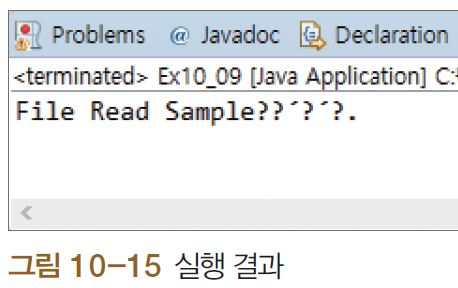 Problems @ Javadoc Declaration
<terminated> Ex10_09 [Java Application] C:
File Read Sample??´?´?.
그림 10-15 실행 결과